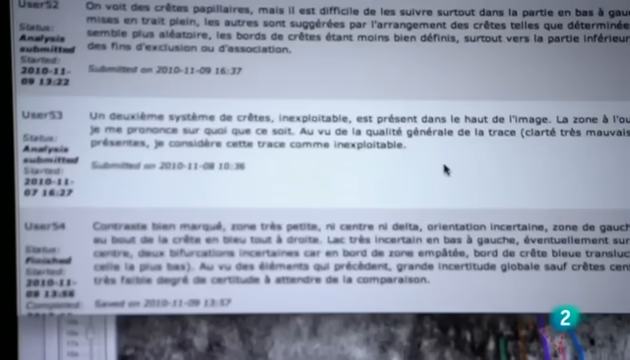 User52
On voit des crêtes papillaires, mais il est difficile de les suivre surtout dans la partie en bas à gau
mises en trait plein, les autres sont suggérées par l'arrangement des crêtes telles que déterminée
semble plus aléatoire, les bords de crêtes étant moins bien définis, surtout vers la partie inférieur
des fins d'exclusion ou d'association.
Status:
Analysis
submitted
Started:
2010-11-
09 13:22
Submitted on 2010-11-09 16:37
User53
Un deuxième système de crêtes, inexploitable, est présent dans le haut de l'image. La zone à l'ou
je me prononce sur quoi que ce soit. Au vu de la qualité générale de la trace (clarté très mauvais
présentes, je considère cette trace comme inexploitable.
Status:
Analysis
submitted
Started:
2010-11-
07 16:27
Submitted on 2010-11-08 10:36
User54
Contraste bien marqué, zone très petite, ni centre ni delta, orientation incertaine, zone de gauch
au bout de la crête en bleu tout à droite. Lac très incertain en bas à gauche, éventuellement sur
centre, deux bifurcations incertaines car en bord de zone empâtée, bord de crête bleue transluc
celle la plus bas). Au vu des éléments qui précèdent, grande incertitude globale sauf crêtes cen
très faible degré de certitude à attendre de la comparaison.
Status:
Finished
Started:
2010-11-
08 13:56
Completed:
Saved on 2010-11-09 13:57
2